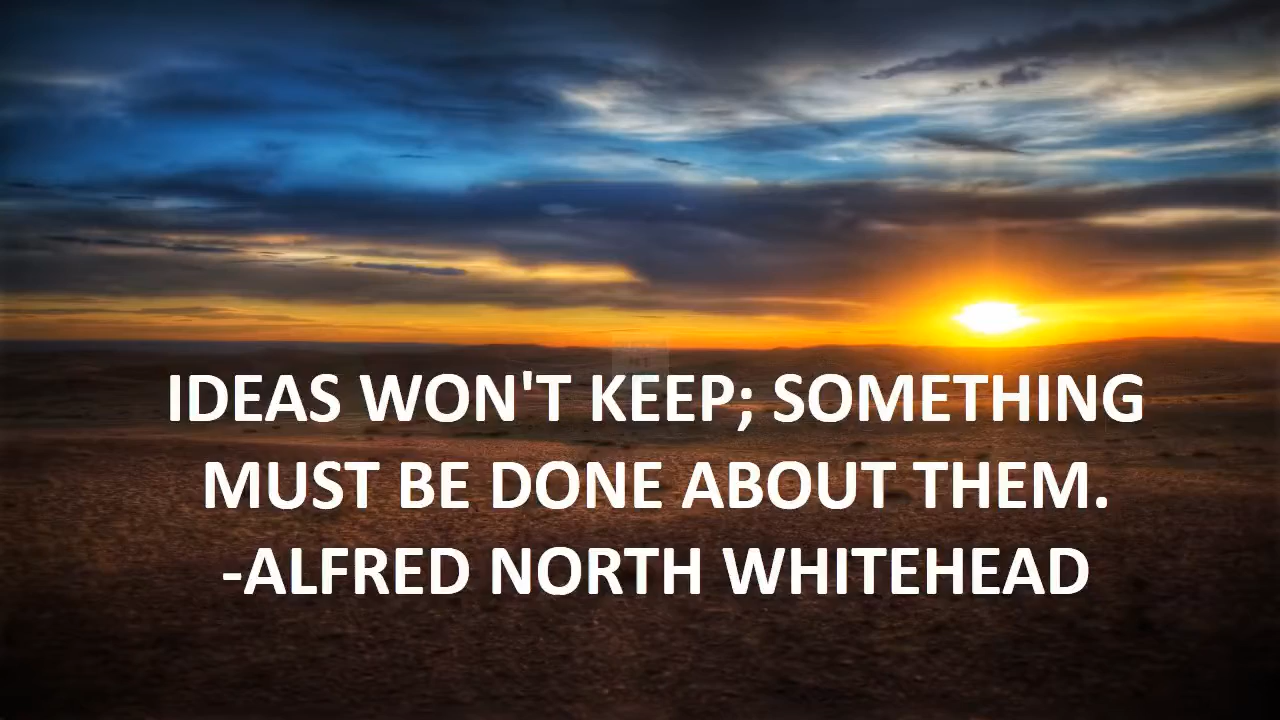 IDEAS WON'T KEEP; SOMETHING
MUST BE DONE ABOUT THEM.
-ALFRED NORTH WHITEHEAD